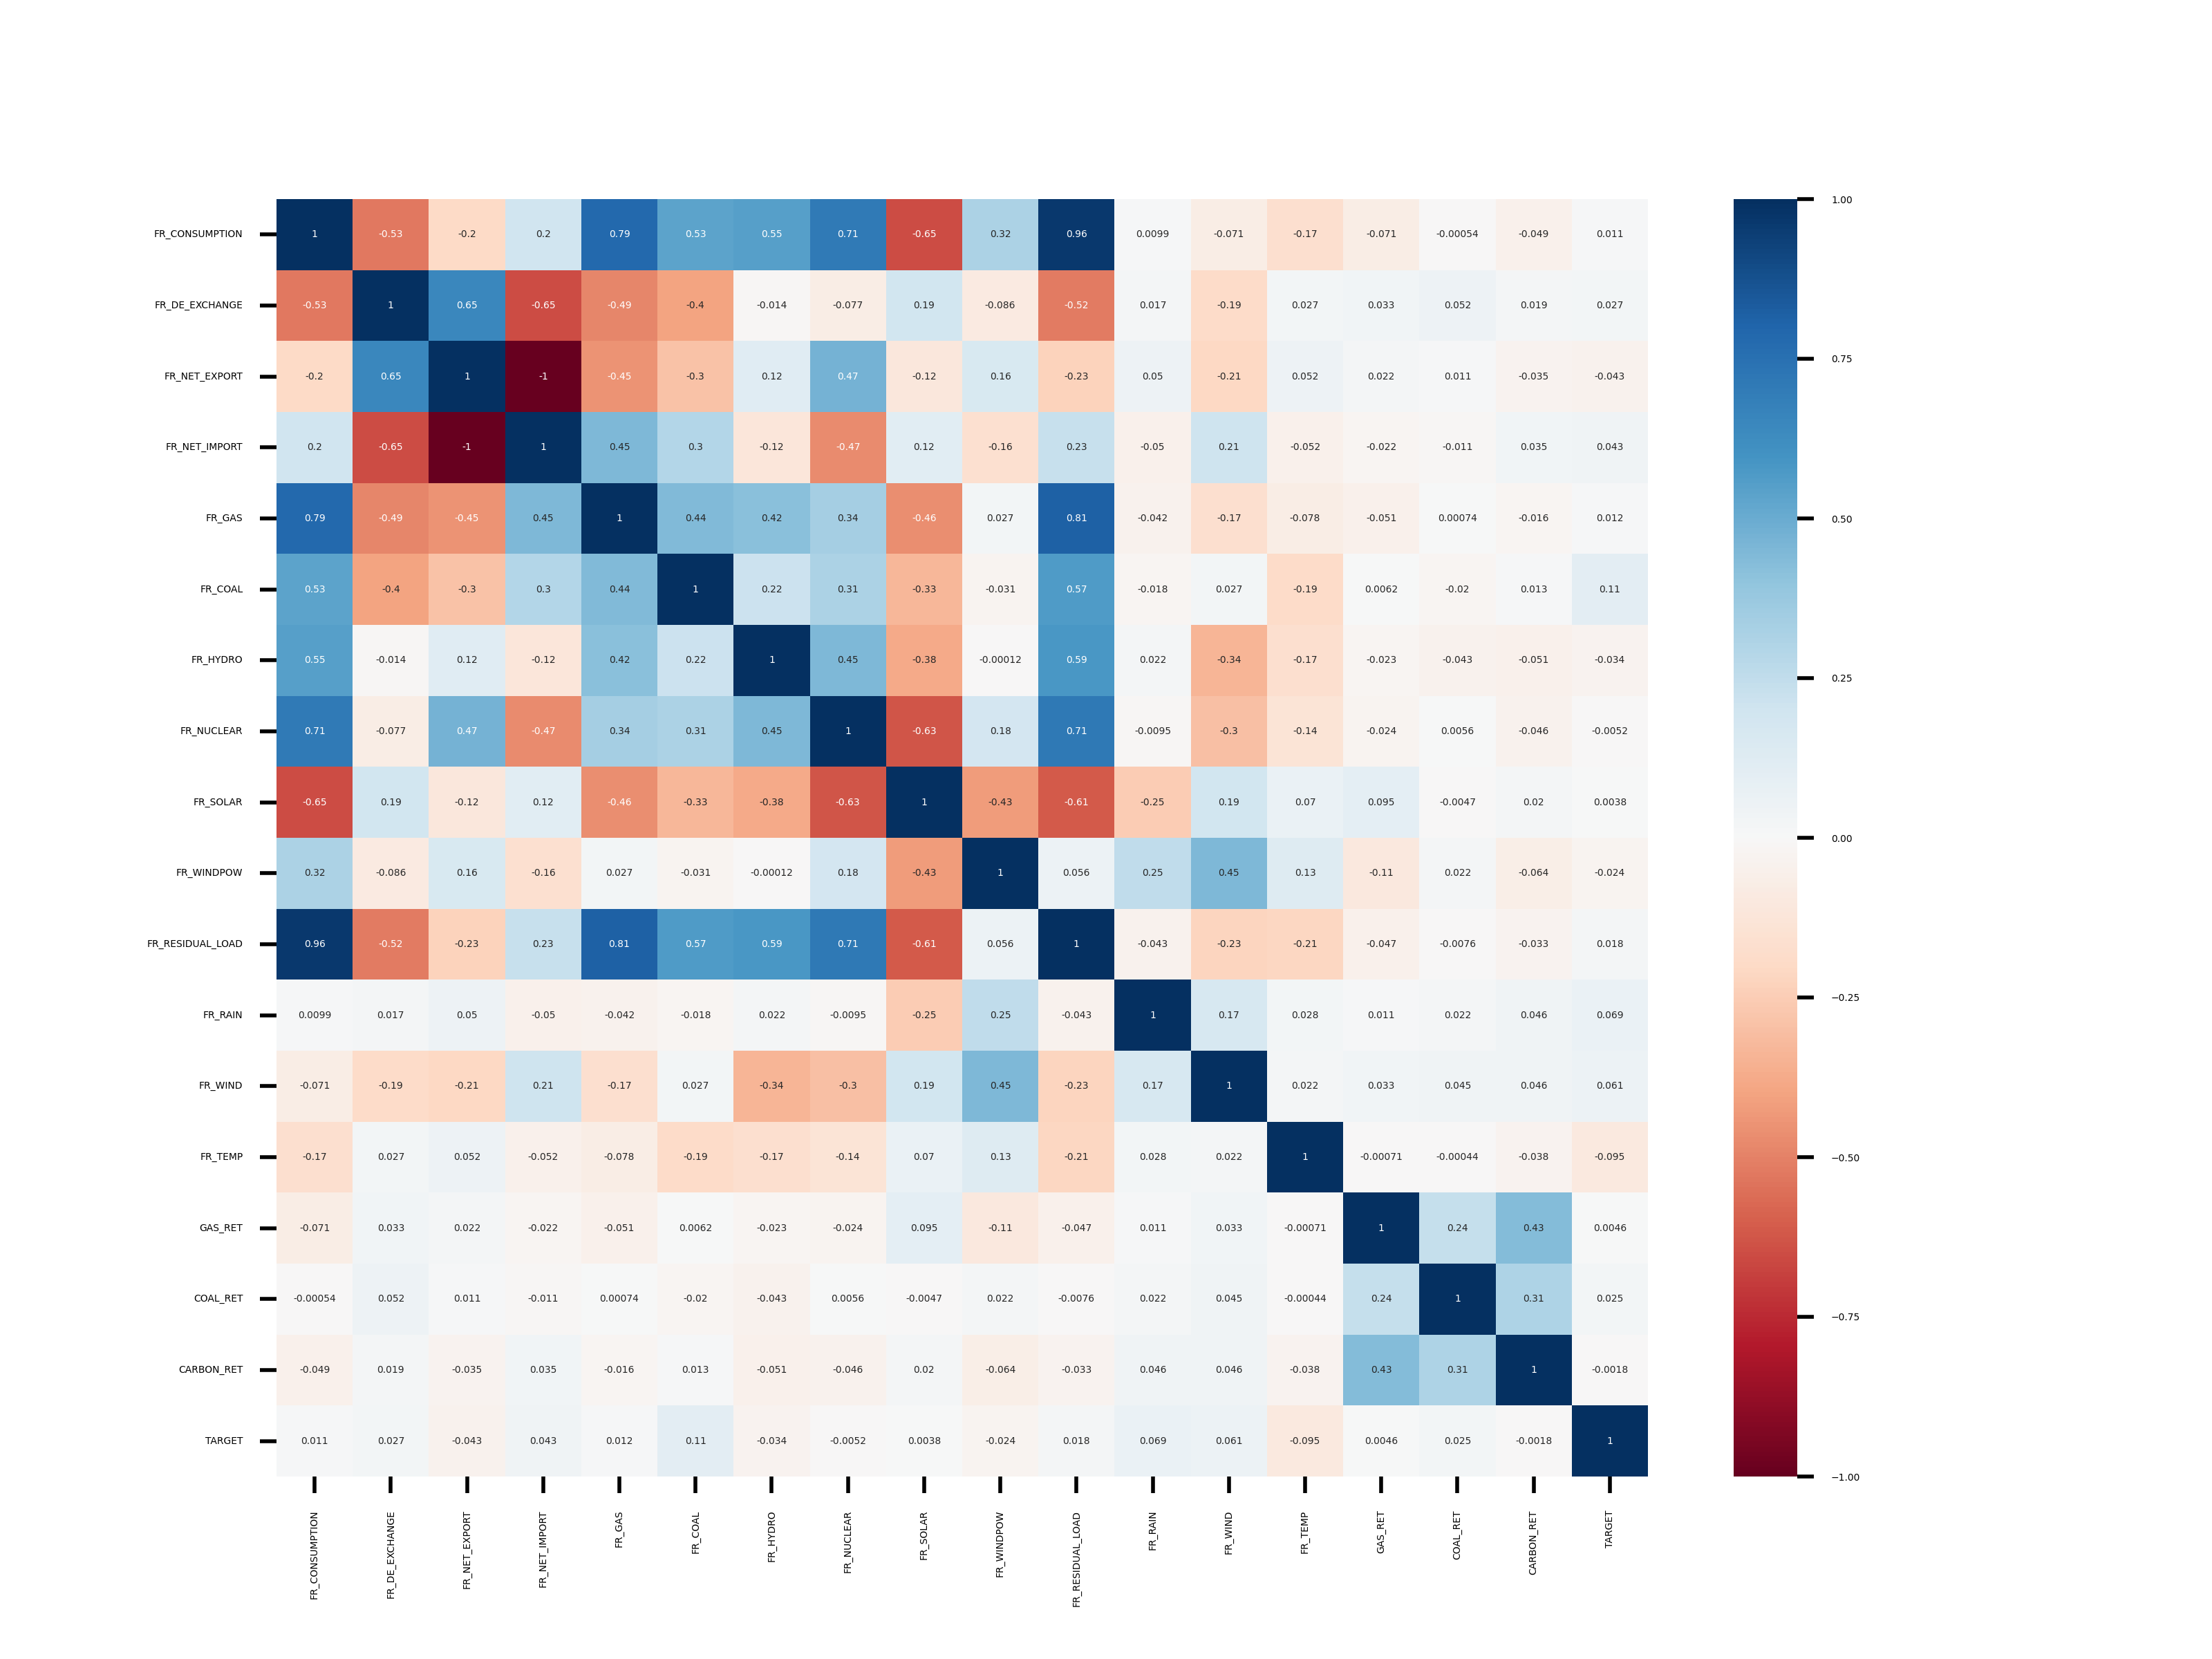 FR_CONSUMPTION 1 -0.53 -0.2 0.2 0.79 0.53 0.55 0.71 -0.65 0.32 0.96 0.0099 -0.071 -0.17 -0.071 -0.00054 -0.049 0.011
FR_DE_EXCHANGE -0.53 1 0.65 -0.65 -0.49 -0.4 -0.014 -0.077 0.19 -0.086 -0.52 0.017 -0.19 0.027 0.033 0.052 0.019 0.027
FR_NET_EXPORT -0.2 0.65 1 -1 -0.45 -0.3 0.12 0.47 -0.12 0.16 -0.23 0.05 -0.21 0.052 0.022 0.011 -0.035 -0.043
FR_NET_IMPORT 0.2 -0.65 -1 1 0.45 0.3 -0.12 -0.47 0.12 -0.16 0.23 -0.05 0.21 -0.052 -0.022 -0.011 0.035 0.043
FR_GAS 0.79 -0.49 -0.45 0.45 1 0.44 0.42 0.34 -0.46 0.027 0.81 -0.042 -0.17 -0.078 -0.051 0.00074 -0.016 0.012
FR_COAL 0.53 -0.4 -0.3 0.3 0.44 1 0.22 0.31 -0.33 -0.031 0.57 -0.018 0.027 -0.19 0.0062 -0.02 0.013 0.11
FR_HYDRO 0.55 -0.014 0.12 -0.12 0.42 0.22 1 0.45 -0.38 -0.00012 0.59 0.022 -0.34 -0.17 -0.023 -0.043 -0.051 -0.034
FR_NUCLEAR 0.71 -0.077 0.47 -0.47 0.34 0.31 0.45 1 -0.63 0.18 0.71 -0.0095 -0.3 -0.14 -0.024 0.0056 -0.046 -0.0052
FR_SOLAR -0.65 0.19 -0.12 0.12 -0.46 -0.33 -0.38 -0.63 1 -0.43 -0.61 -0.25 0.19 0.07 0.095 -0.0047 0.02 0.0038
FR_WINDPOW 0.32 -0.086 0.16 -0.16 0.027 -0.031 -0.00012 0.18 -0.43 1 0.056 0.25 0.45 0.13 -0.11 0.022 -0.064 -0.024
FR_RESIDUAL_LOAD 0.96 -0.52 -0.23 0.23 0.81 0.57 0.59 0.71 -0.61 0.056 1 -0.043 -0.23 -0.21 -0.047 -0.0076 -0.033 0.018
FR_RAIN 0.0099 0.017 0.05 -0.05 -0.042 -0.018 0.022 -0.0095 -0.25 0.25 -0.043 1 0.17 0.028 0.011 0.022 0.046 0.069
FR_WIND -0.071 -0.19 -0.21 0.21 -0.17 0.027 -0.34 -0.3 0.19 0.45 -0.23 0.17 1 0.022 0.033 0.045 0.046 0.061
FR_TEMP -0.17 0.027 0.052 -0.052 -0.078 -0.19 -0.17 -0.14 0.07 0.13 -0.21 0.028 0.022 1 -0.00071 -0.00044 -0.038 -0.095
GAS_RET -0.071 0.033 0.022 -0.022 -0.051 0.0062 -0.023 -0.024 0.095 -0.11 -0.047 0.011 0.033 -0.00071 1 0.24 0.43 0.0046
COAL_RET -0.00054 0.052 0.011 -0.011 0.00074 -0.02 -0.043 0.0056 -0.0047 0.022 -0.0076 0.022 0.045 -0.00044 0.24 1 0.31 0.025
CARBON_RET -0.049 0.019 -0.035 0.035 -0.016 0.013 -0.051 -0.046 0.02 -0.064 -0.033 0.046 0.046 -0.038 0.43 0.31 1 -0.0018
TARGET 0.011 0.027 -0.043 0.043 0.012 0.11 -0.034 -0.0052 0.0038 -0.024 0.018 0.069 0.061 -0.095 0.0046 0.025 -0.0018 1
FR_CONSUMPTION
FR_DE_EXCHANGE
FR_NET_EXPORT
FR_NET_IMPORT
FR_GAS
FR_COAL
FR_HYDRO
FR_NUCLEAR
FR_SOLAR
FR_WINDPOW
FR_RESIDUAL_LOAD
FR_RAIN
FR_WIND
FR_TEMP
GAS_RET
COAL_RET
CARBON_RET
TARGET
1.00
0.75
0.50
0.25
0.00
−0.25
−0.50
−0.75
−1.00